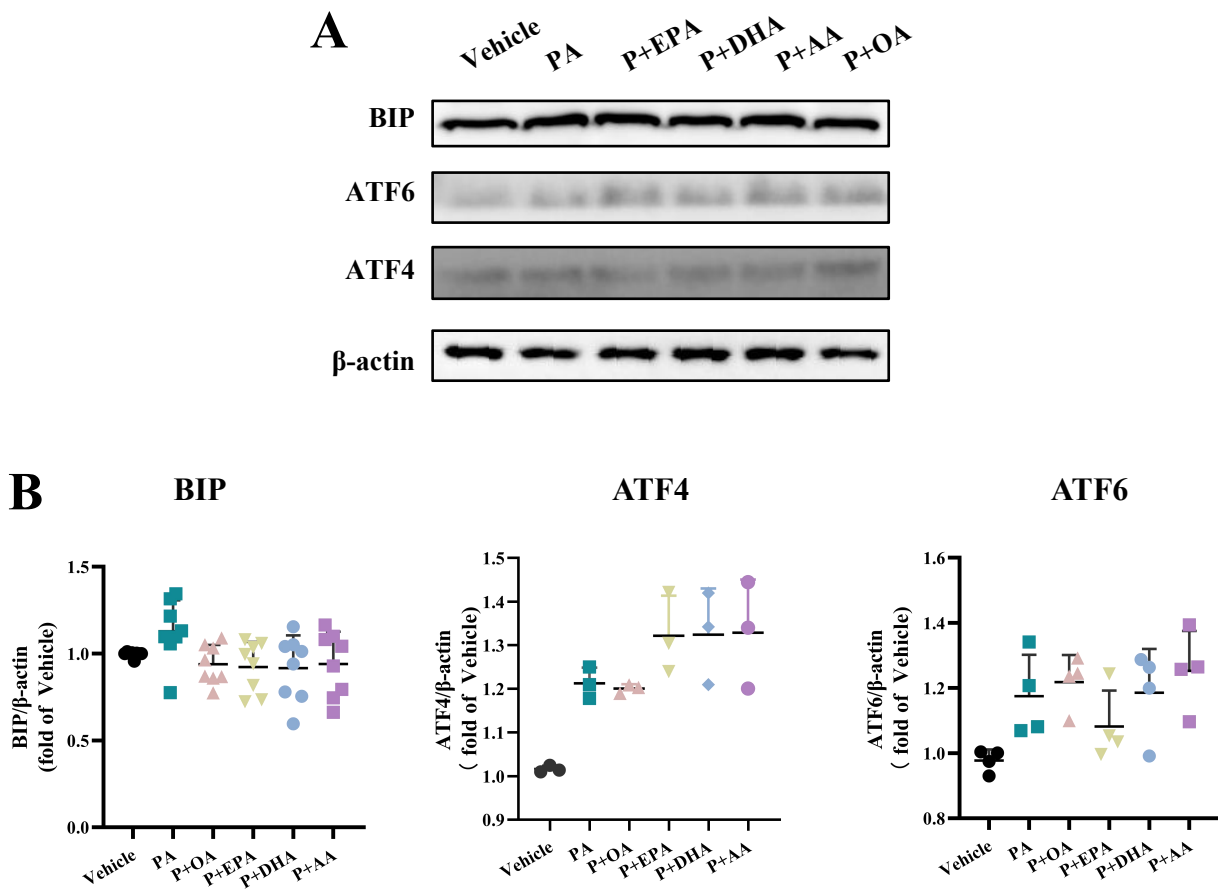 A
Vehicle PA P+EPA P+DHA P+AA P+OA
BIP
ATF6
ATF4
β-actin
B
BIP
BIP/β-actin
(fold of Vehicle)
1.5
1.0
0.5
0.0
Vehicle PA P+OA P+EPA P+DHA P+AA
ATF4
ATF4/β-actin
( fold of Vehicle)
1.5
1.4
1.3
1.2
1.1
1.0
0.9
Vehicle PA P+OA P+EPA P+DHA P+AA
ATF6
ATF6/β-actin
( fold of Vehicle)
1.6
1.4
1.2
1.0
0.8
Vehicle PA P+OA P+EPA P+DHA P+AA